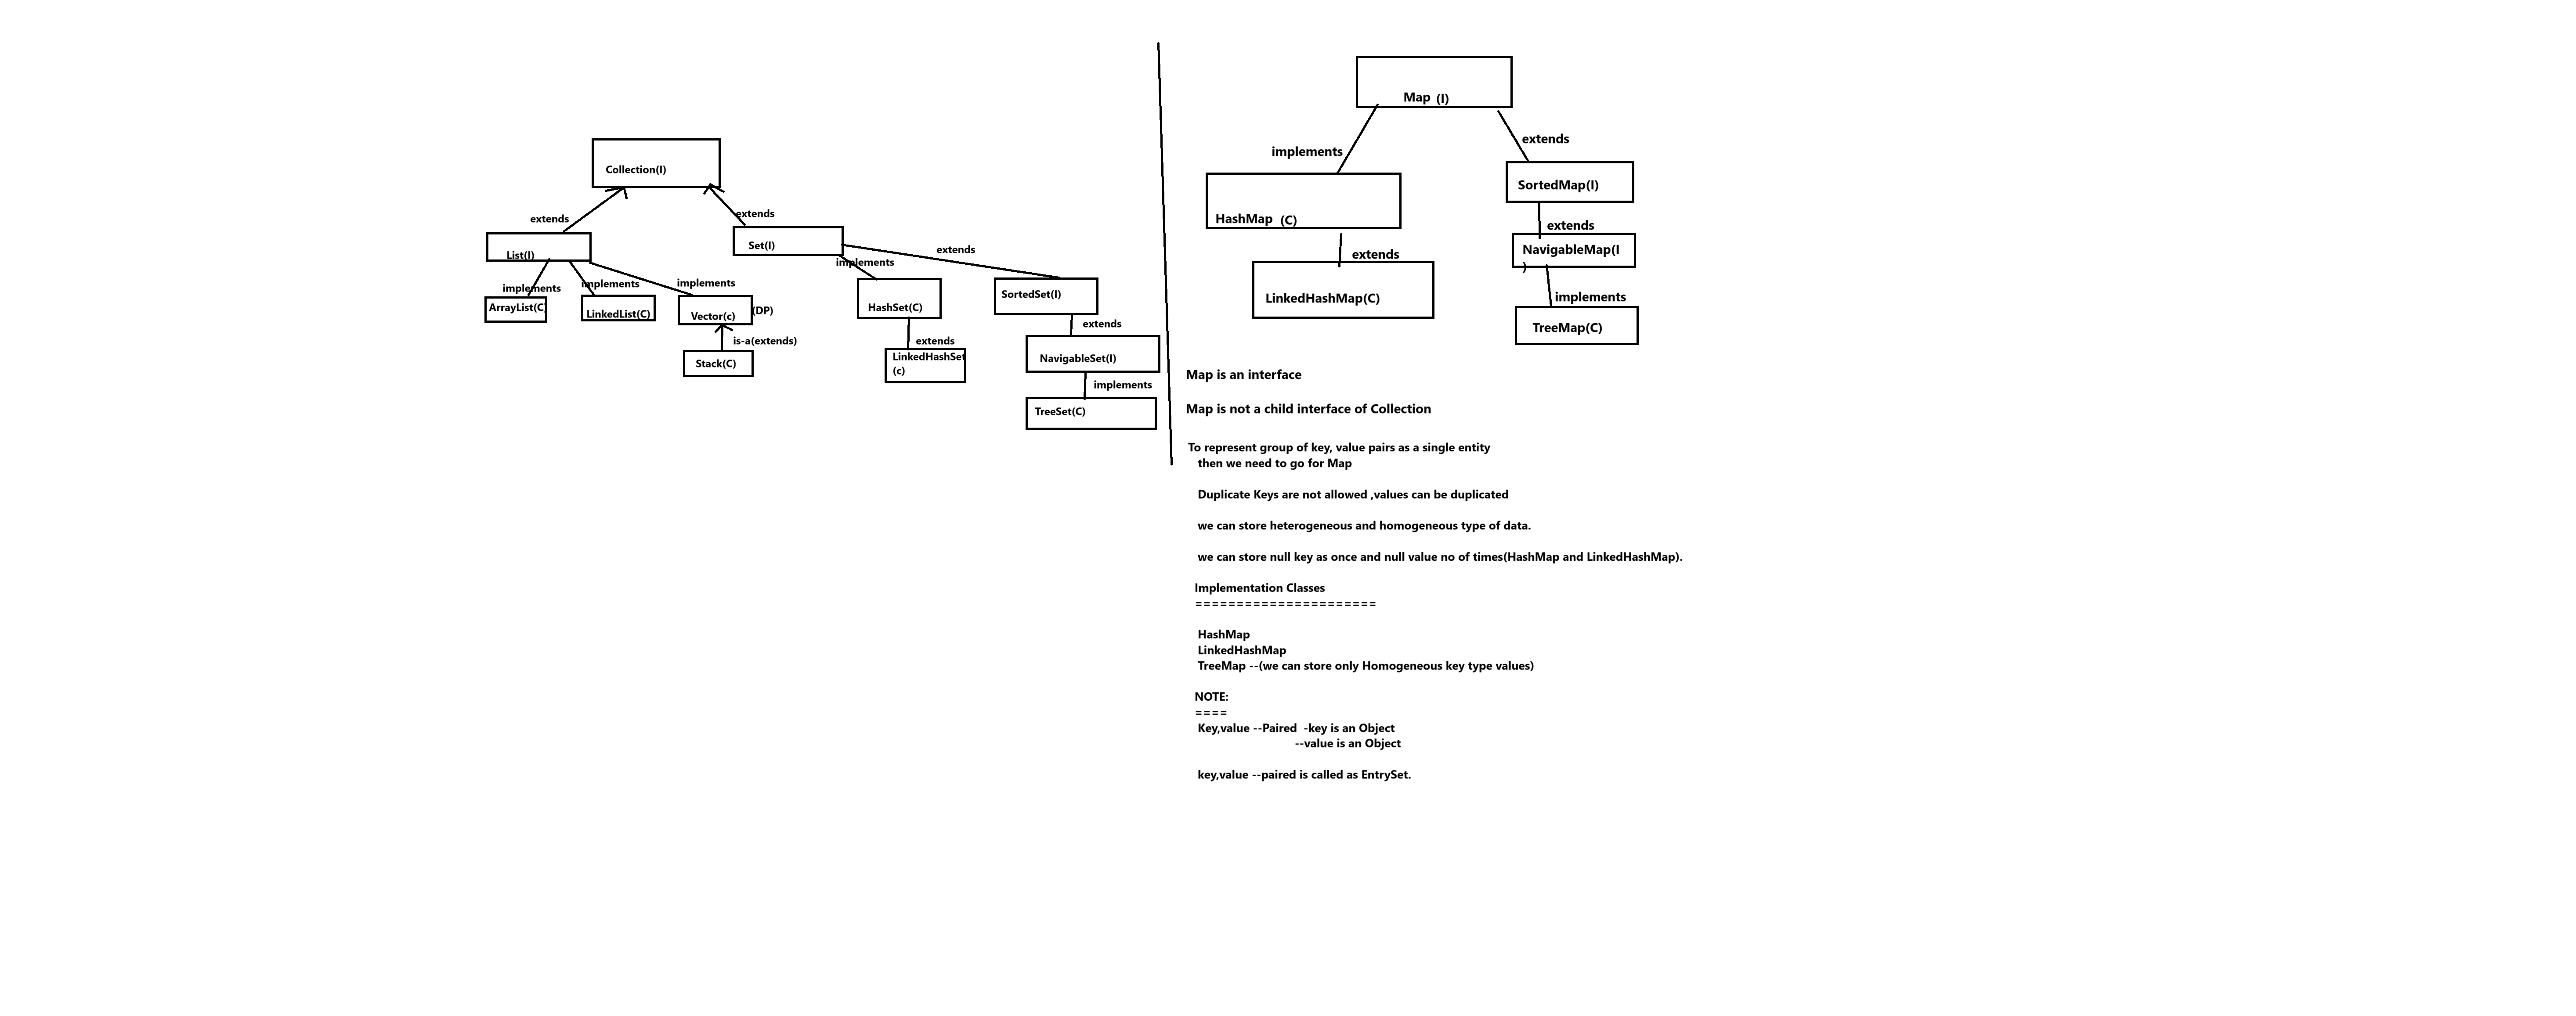 Collection(I)
extends
extends
List(I)
Set(I)
extends
implements
implements
implements
implements
ArrayList(C)
LinkedList(C)
Vector(c)
(DP)
HashSet(C)
SortedSet(I)
is-a(extends)
extends
extends
Stack(C)
LinkedHashSet
(c)
NavigableSet(I)
implements
TreeSet(C)
Map (I)
implements
extends
HashMap (C)
SortedMap(I)
extends
extends
NavigableMap(I
)
LinkedHashMap(C)
implements
TreeMap(C)
Map is an interface
Map is not a child interface of Collection
To represent group of key, value pairs as a single entity
then we need to go for Map
Duplicate Keys are not allowed ,values can be duplicated
we can store heterogeneous and homogeneous type of data.
we can store null key as once and null value no of times(HashMap and LinkedHashMap).
Implementation Classes
======================
HashMap
LinkedHashMap
TreeMap --(we can store only Homogeneous key type values)
NOTE:
====
Key,value --Paired -key is an Object
--value is an Object
key,value --paired is called as EntrySet.